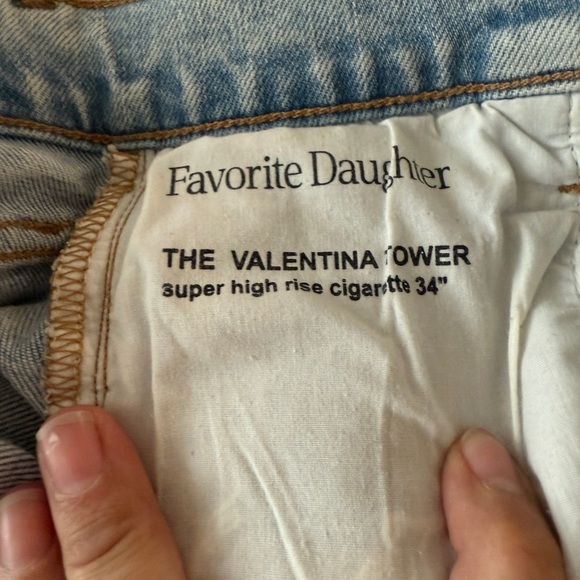 Favorite Daughter
THE VALENTINA TOWER
super high rise cigarette 34"